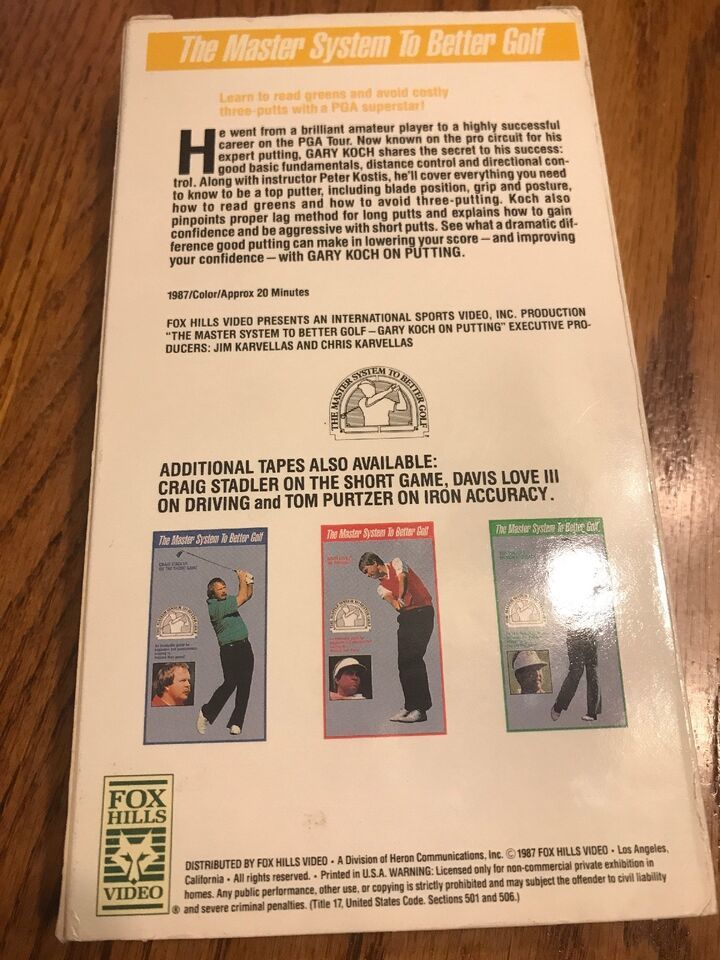 The Master System To Better Golf
Learn to read greens and avoid costly
three-putts with a PGA superstar!
He went from a brilliant amateur player to a highly successful
career on the PGA Tour. Now known on the pro circuit for his
expert putting, GARY KOCH shares the secret to his success:
good basic fundamentals, distance control and directional con-
trol. Along with instructor Peter Kostis, he'll cover everything you need
to know to be a top putter, including blade position, grip and posture,
how to read greens and how to avoid three-putting. Koch also
pinpoints proper lag method for long putts and explains how to gain
confidence and be aggressive with short putts. See what a dramatic dif-
ference good putting can make in lowering your score — and improving
your confidence — with GARY KOCH ON PUTTING.
1987/Color/Approx 20 Minutes
FOX HILLS VIDEO PRESENTS AN INTERNATIONAL SPORTS VIDEO, INC. PRODUCTION
"THE MASTER SYSTEM TO BETTER GOLF — GARY KOCH ON PUTTING" EXECUTIVE PRO-
DUCERS: JIM KARVELLAS AND CHRIS KARVELLAS
THE MASTER SYSTEM TO BETTER GOLF
ADDITIONAL TAPES ALSO AVAILABLE:
CRAIG STADLER ON THE SHORT GAME, DAVIS LOVE III
ON DRIVING and TOM PURTZER ON IRON ACCURACY.
The Master System To Better Golf
CRAIG STADLER
ON THE SHORT GAME
The Master System To Better Golf
The Master System To Better Golf
FOX
HILLS
VIDEO
®
DISTRIBUTED BY FOX HILLS VIDEO • A Division of Heron Communications, Inc. © 1987 FOX HILLS VIDEO • Los Angeles,
California • All rights reserved. • Printed in U.S.A. WARNING: Licensed only for non-commercial private exhibition in
homes. Any public performance, other use, or copying is strictly prohibited and may subject the offender to civil liability
and severe criminal penalties. (Title 17, United States Code. Sections 501 and 506.)